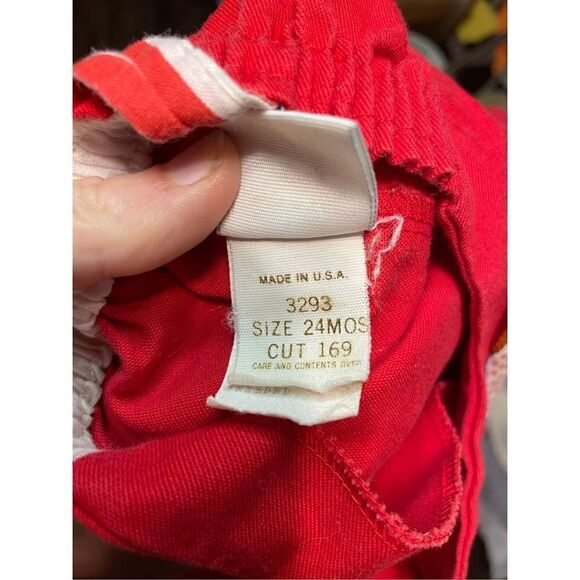 MADE IN U.S.A.
3293
SIZE 24MOS
CUT 169
CARE AND CONTENTS OVER